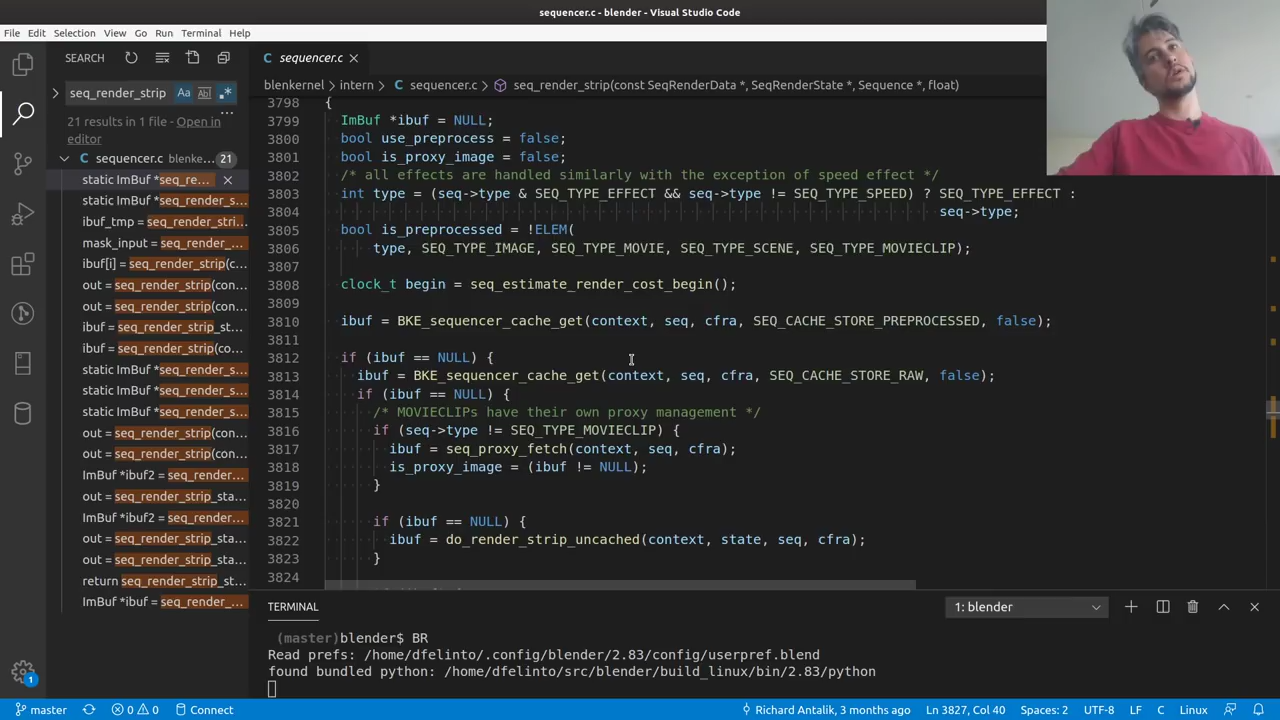 sequencer.c - blender - Visual Studio Code
File Edit Selection View Go Run Terminal Help
SEARCH
seq_render_strip Aa Abl .*
21 results in 1 file - Open in
editor
sequencer.c blenke... 21
static ImBuf *seq_re...
static ImBuf *seq_render_s...
ibuf_tmp = seq_render_stri...
mask_input = seq_render_...
ibuf[i] = seq_render_strip(c...
out = seq_render_strip(con...
out = seq_render_strip(con...
ibuf = seq_render_strip_st...
ibuf = seq_render_strip(co...
static ImBuf *seq_render_s...
static ImBuf *seq_render_s...
static ImBuf *seq_render_s...
out = seq_render_strip(con...
out = seq_render_strip(con...
ImBuf *ibuf2 = seq_render...
out = seq_render_strip_sta...
ImBuf *ibuf2 = seq_render...
out = seq_render_strip_sta...
out = seq_render_strip_sta...
return seq_render_strip_st...
ImBuf *ibuf = seq_render_...
C sequencer.c
blenkernel > intern > C sequencer.c > seq_render_strip(const SeqRenderData *, SeqRenderState *, Sequence *, float)
3798 {
3799 ImBuf *ibuf = NULL;
3800 bool use_preprocess = false;
3801 bool is_proxy_image = false;
3802 /* all effects are handled similarly with the exception of speed effect */
3803 int type = (seq->type & SEQ_TYPE_EFFECT && seq->type != SEQ_TYPE_SPEED) ? SEQ_TYPE_EFFECT :
3804 seq->type;
3805 bool is_preprocessed = !ELEM(
3806 type, SEQ_TYPE_IMAGE, SEQ_TYPE_MOVIE, SEQ_TYPE_SCENE, SEQ_TYPE_MOVIECLIP);
3807
3808 clock_t begin = seq_estimate_render_cost_begin();
3809
3810 ibuf = BKE_sequencer_cache_get(context, seq, cfra, SEQ_CACHE_STORE_PREPROCESSED, false);
3811
3812 if (ibuf == NULL) {
3813 ibuf = BKE_sequencer_cache_get(context, seq, cfra, SEQ_CACHE_STORE_RAW, false);
3814 if (ibuf == NULL) {
3815 /* MOVIECLIPs have their own proxy management */
3816 if (seq->type != SEQ_TYPE_MOVIECLIP) {
3817 ibuf = seq_proxy_fetch(context, seq, cfra);
3818 is_proxy_image = (ibuf != NULL);
3819 }
3820
3821 if (ibuf == NULL) {
3822 ibuf = do_render_strip_uncached(context, state, seq, cfra);
3823 }
3824
TERMINAL
1: blender
(master)blender$ BR
Read prefs: /home/dfelinto/.config/blender/2.83/config/userpref.blend
found bundled python: /home/dfelinto/src/blender/build_linux/bin/2.83/python
1
master 0 0 Connect Richard Antalik, 3 months ago Ln 3827, Col 40 Spaces: 2 UTF-8 LF C Linux